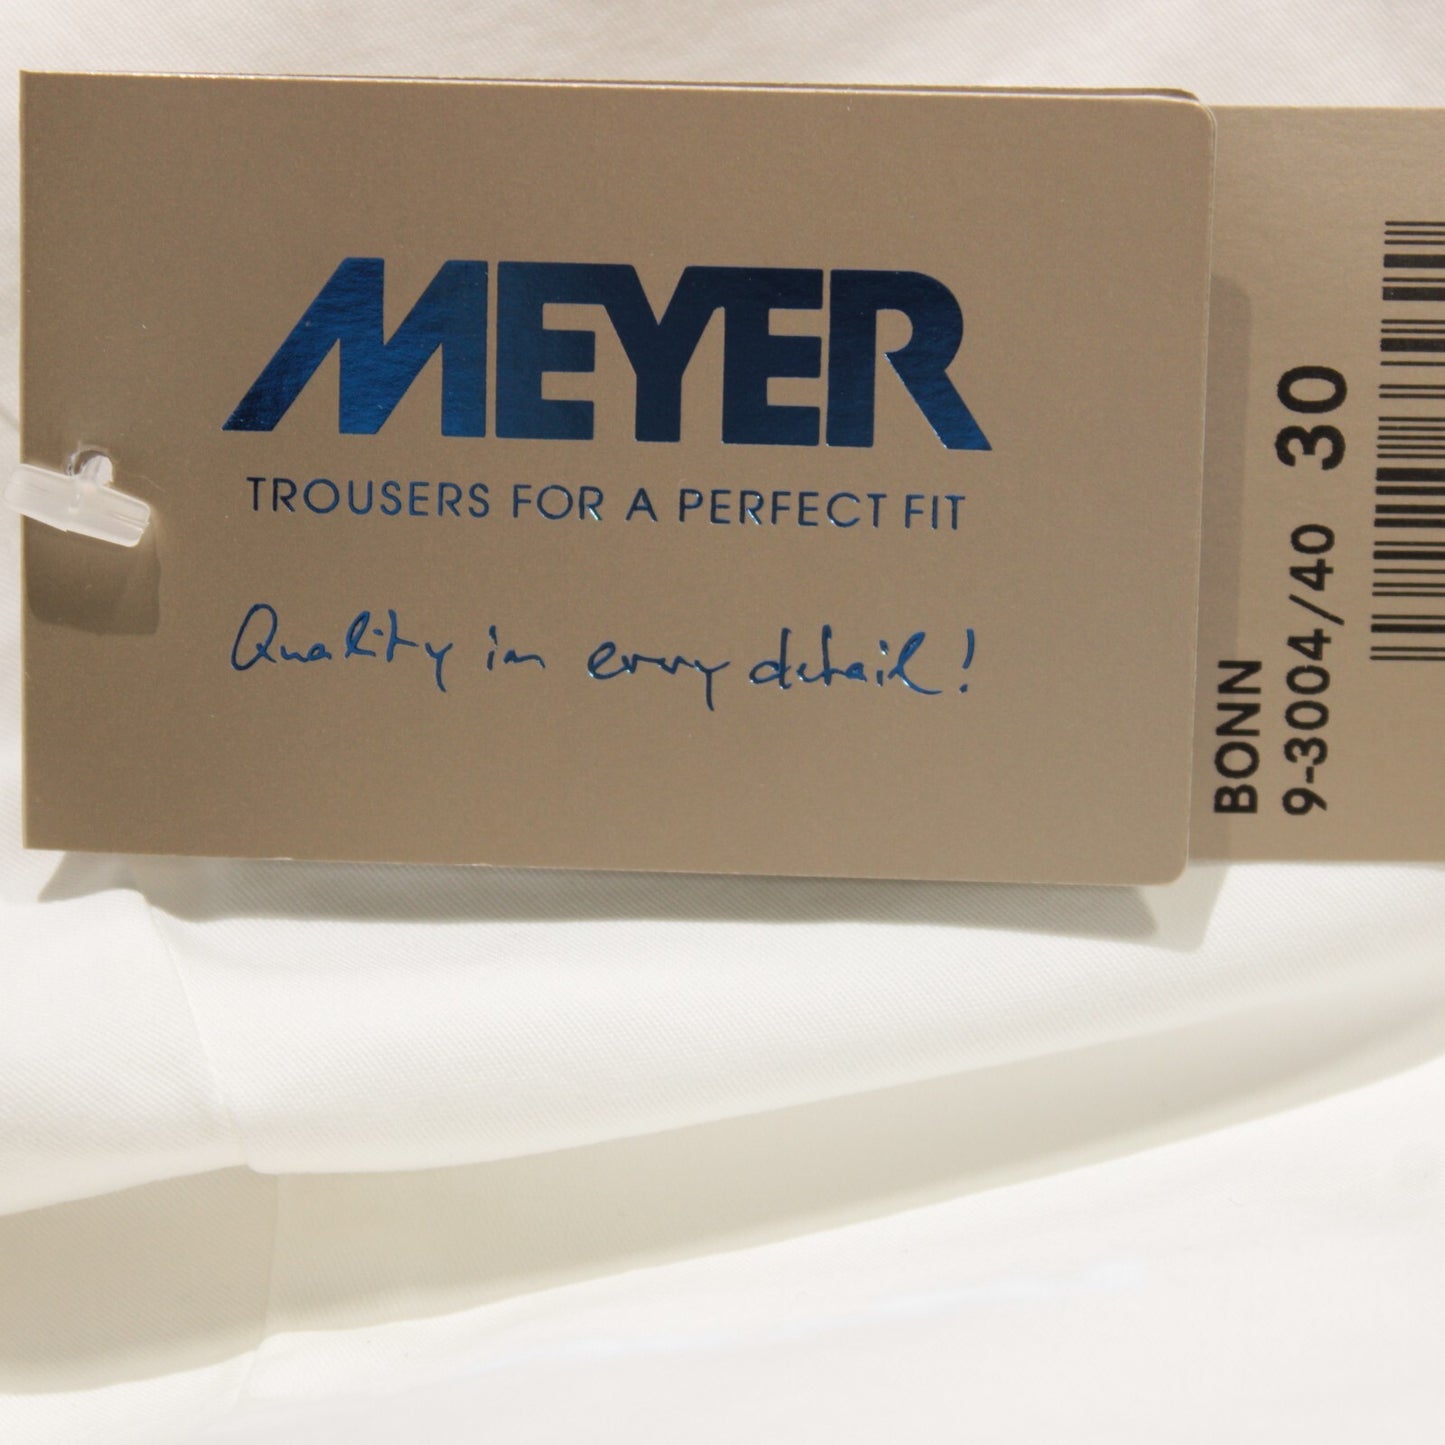 MEYER
TROUSERS FOR A PERFECT FIT
Quality in every detail!
BONN
9-3004/40 30